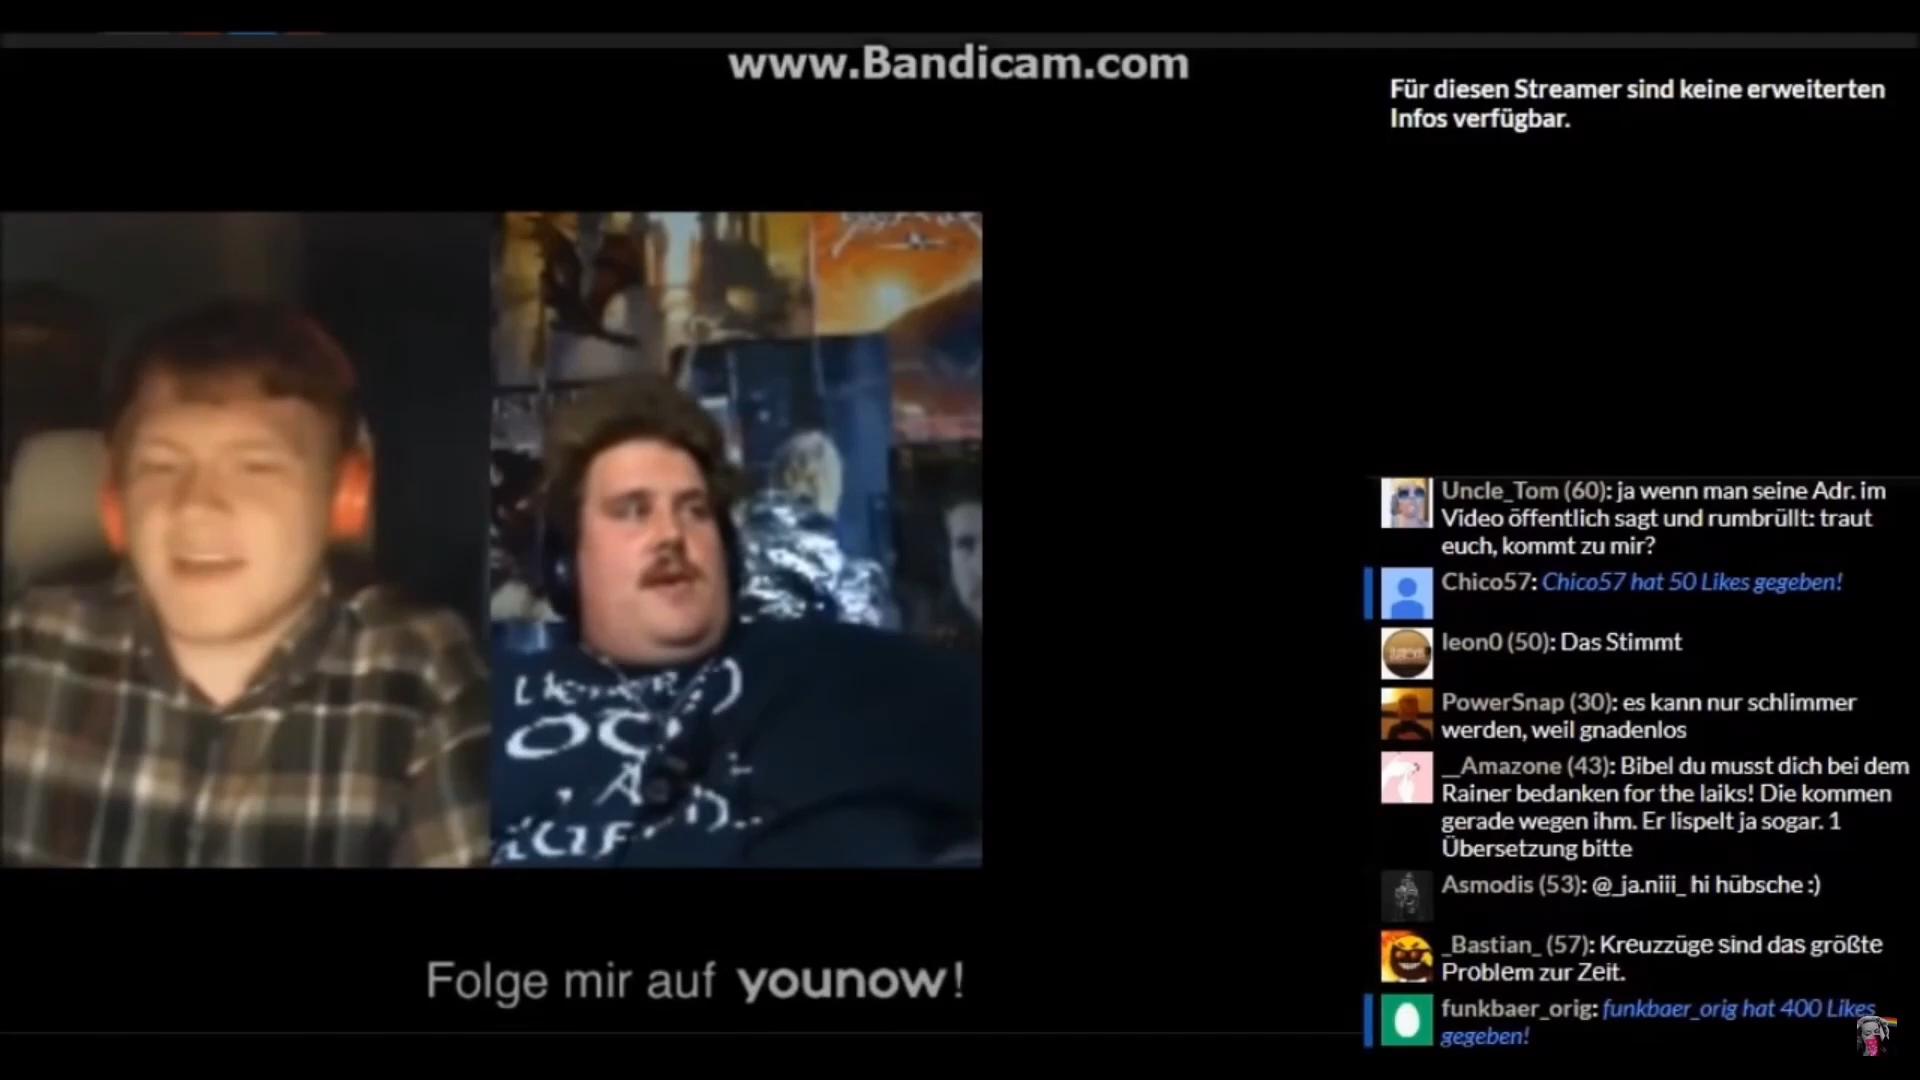 www.Bandicam.com
Für diesen Streamer sind keine erweiterten
Infos verfügbar.
Uncle_Tom (60): ja wenn man seine Adr. im
Video öffentlich sagt und rumbrüllt: traut
euch, kommt zu mir?
Chico57: Chico57 hat 50 Likes gegeben!
leon0 (50): Das Stimmt
PowerSnap (30): es kann nur schlimmer
werden, weil gnadenlos
__Amazone (43): Bibel du musst dich bei dem
Rainer bedanken for the laiks! Die kommen
gerade wegen ihm. Er lispelt ja sogar. 1
Übersetzung bitte
Asmodis (53): @_ja.niii_ hi hübsche :)
_Bastian_ (57): Kreuzzüge sind das größte
Problem zur Zeit.
funkbaer_orig: funkbaer_orig hat 400 Likes
gegeben!
Folge mir auf younow!